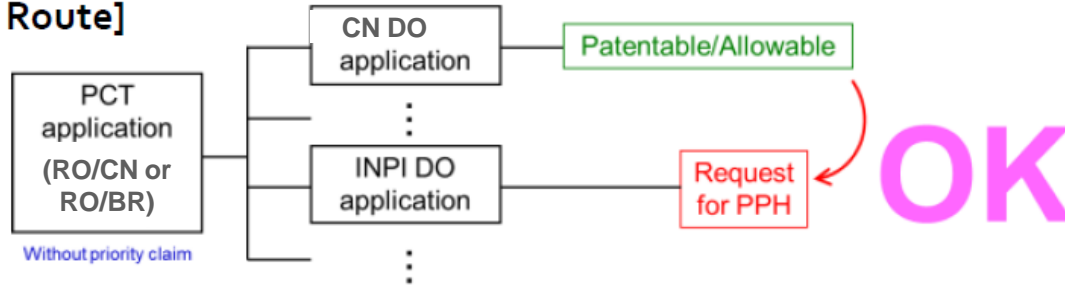 Route]
CN DO
application
Patentable/Allowable
PCT
application
(RO/CN or
RO/BR)
INPI DO
application
Request
for PPH
OK
Without priority claim